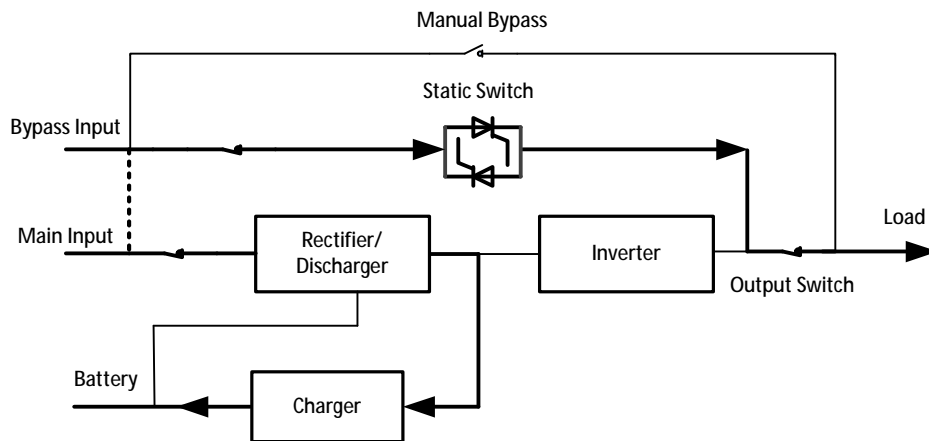 Manual Bypass
Static Switch
Bypass Input
Main Input
Rectifier/
Discharger
Inverter
Load
Output Switch
Battery
Charger